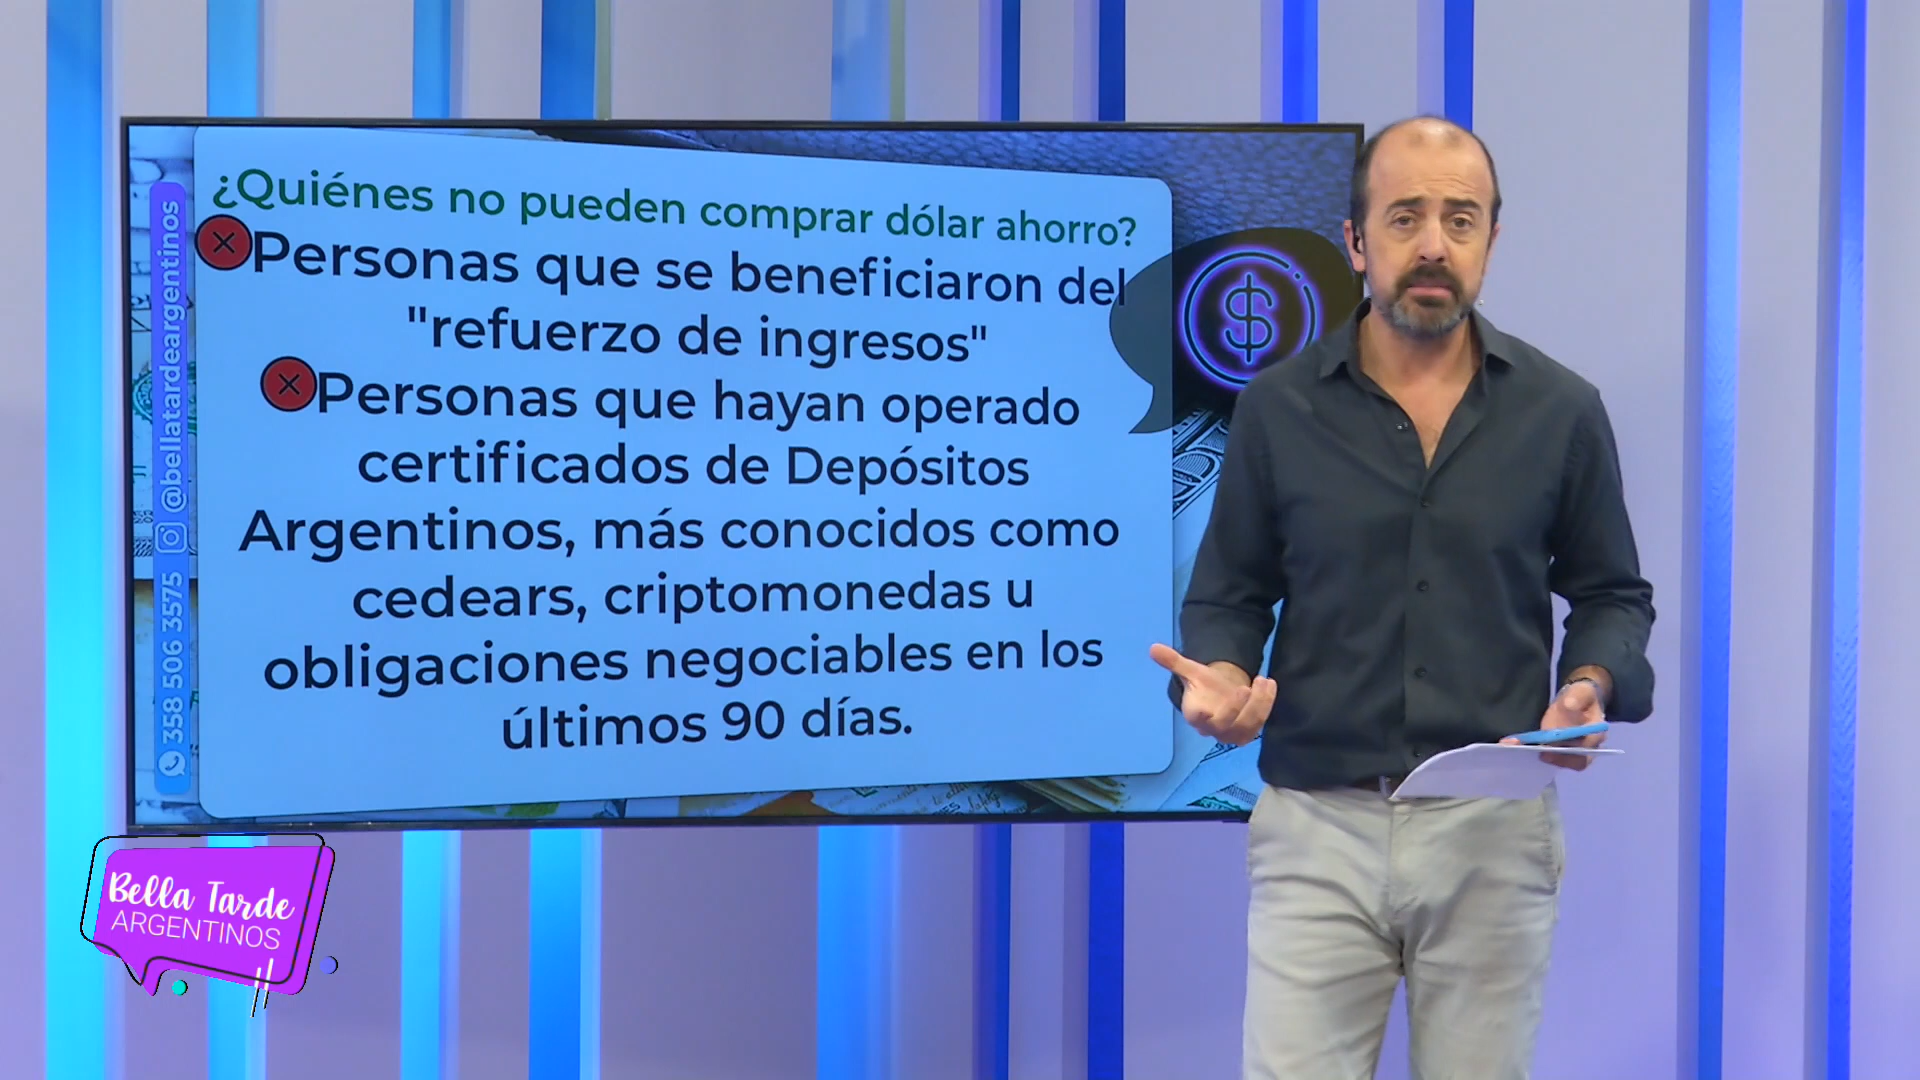 ¿Quiénes no pueden comprar dólar ahorro?
Personas que se beneficiaron del
"refuerzo de ingresos"
Personas que hayan operado
certificados de Depósitos
Argentinos, más conocidos como
cedears, criptomonedas u
obligaciones negociables en los
últimos 90 días.
358 506 3575 @bellatardeargentinos
Bella Tarde
ARGENTINOS